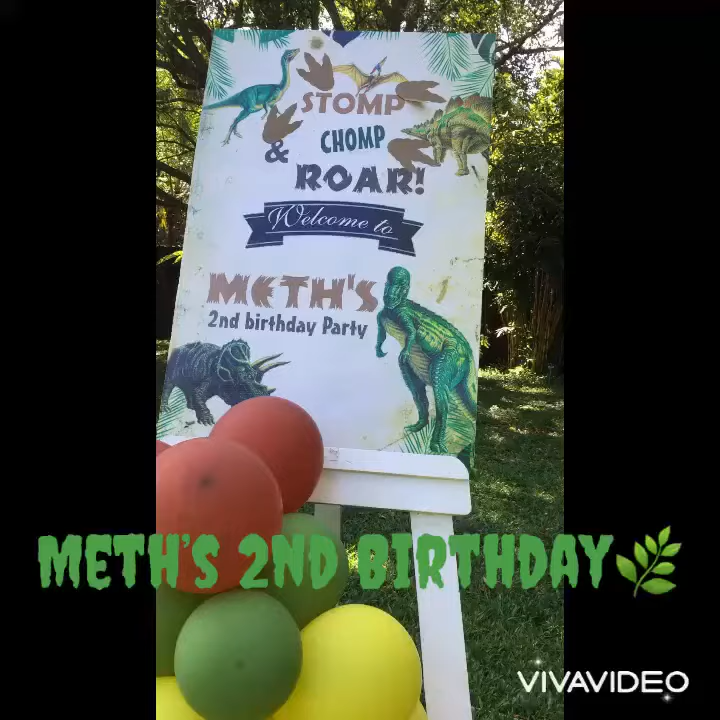 STOMP
CHOMP
&
ROAR!
Welcome to
METH'S
2nd birthday Party
METH'S 2ND BIRTHDAY🌿
VIVAVIDEO